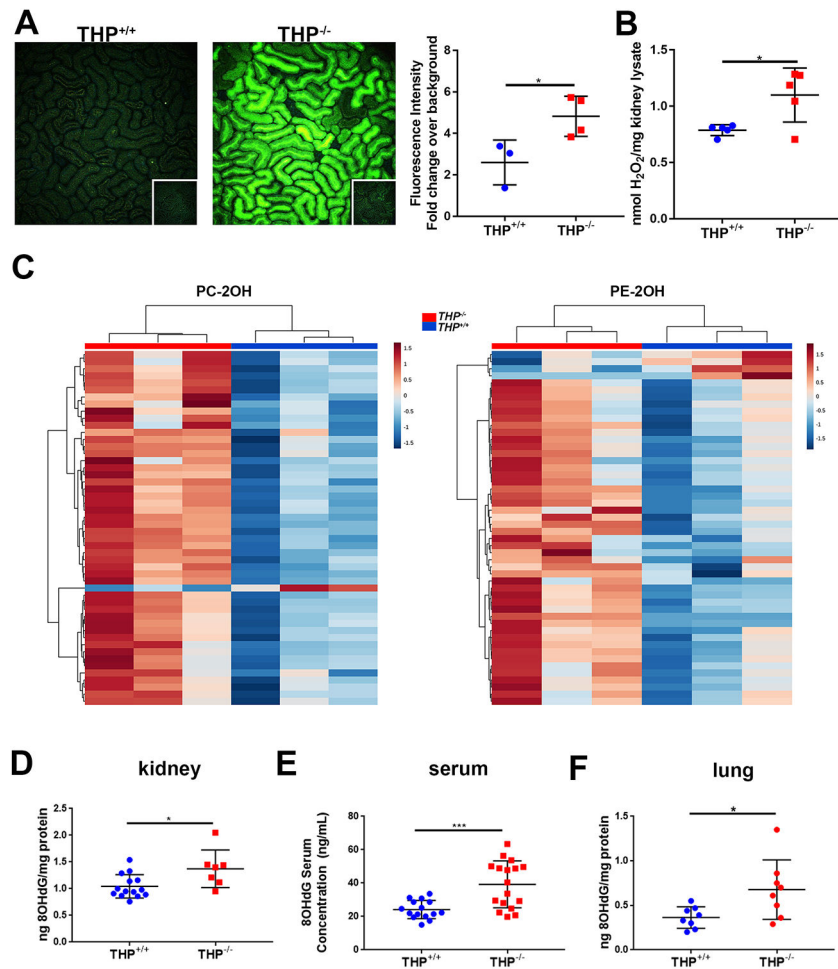 A
THP+/+
THP-/-
Fluorescence Intensity
Fold change over background
8
6
4
2
0
*
THP+/+
THP-/-
B
nmol H2O2/mg kidney lysate
1.5
1.0
0.5
0.0
*
THP+/+
THP-/-
C
PC-2OH
THP-/-
THP+/+
PE-2OH
1.5
1
0.5
0
-0.5
-1
-1.5
1.5
1
0.5
0
-0.5
-1
-1.5
D
kidney
ng 8OHdG/mg protein
2.5
2.0
1.5
1.0
0.5
0.0
*
THP+/+
THP-/-
E
serum
8OHdG Serum
Concentration (ng/mL)
80
60
40
20
0
***
THP+/+
THP-/-
F
lung
ng 8OHdG/mg protein
1.5
1.0
0.5
0.0
*
THP+/+
THP-/-